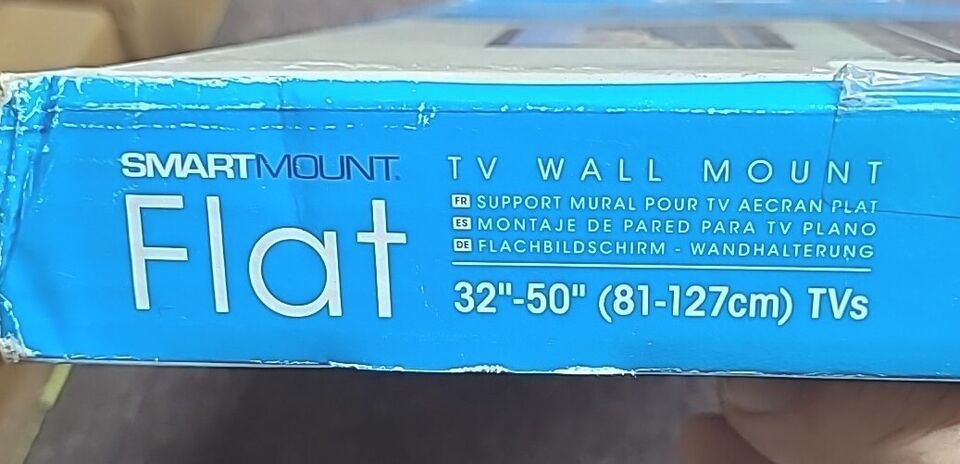 SMARTMOUNT.
Flat
TV WALL MOUNT
FR SUPPORT MURAL POUR TV AECRAN PLAT
ES MONTAJE DE PARED PARA TV PLANO
DE FLACHBILDSCHIRM - WANDHALTERUNG
32"-50" (81-127cm) TVs